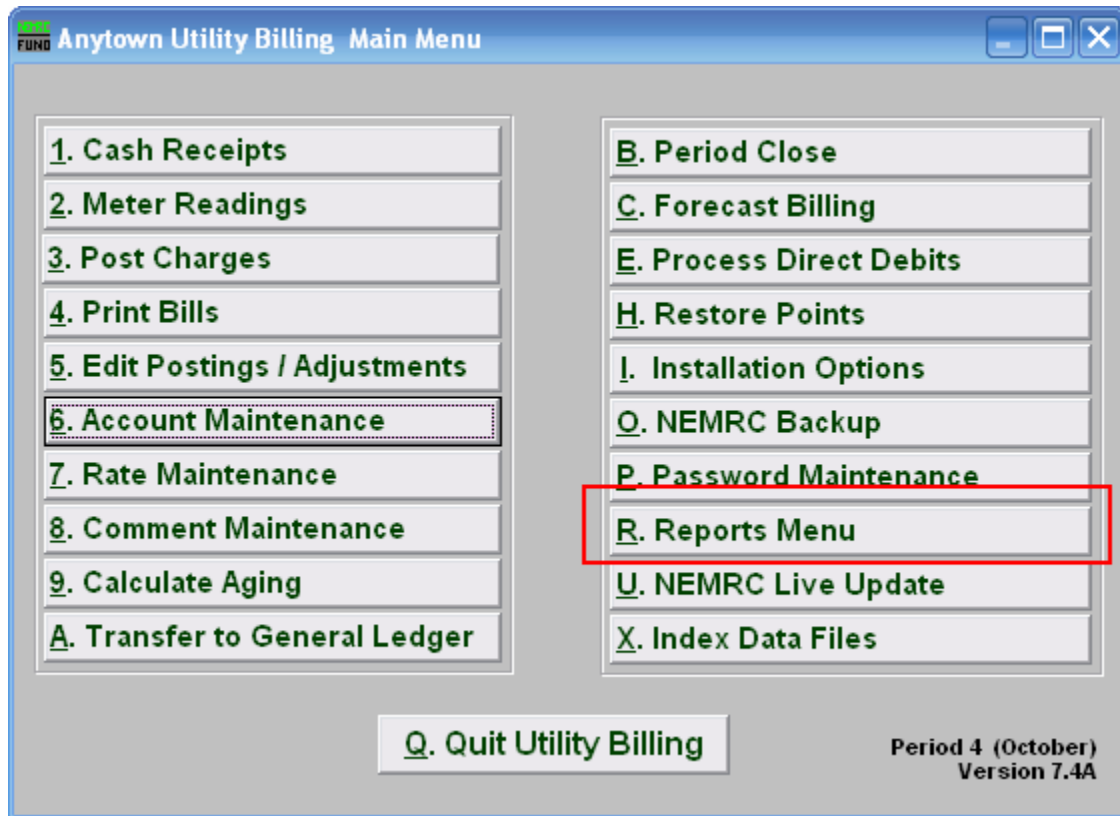 NMRC
FUND Anytown Utility Billing Main Menu
1. Cash Receipts
2. Meter Readings
3. Post Charges
4. Print Bills
5. Edit Postings / Adjustments
6. Account Maintenance
7. Rate Maintenance
8. Comment Maintenance
9. Calculate Aging
A. Transfer to General Ledger
B. Period Close
C. Forecast Billing
E. Process Direct Debits
H. Restore Points
I. Installation Options
O. NEMRC Backup
P. Password Maintenance
R. Reports Menu
U. NEMRC Live Update
X. Index Data Files
Q. Quit Utility Billing
Period 4 (October)
Version 7.4A